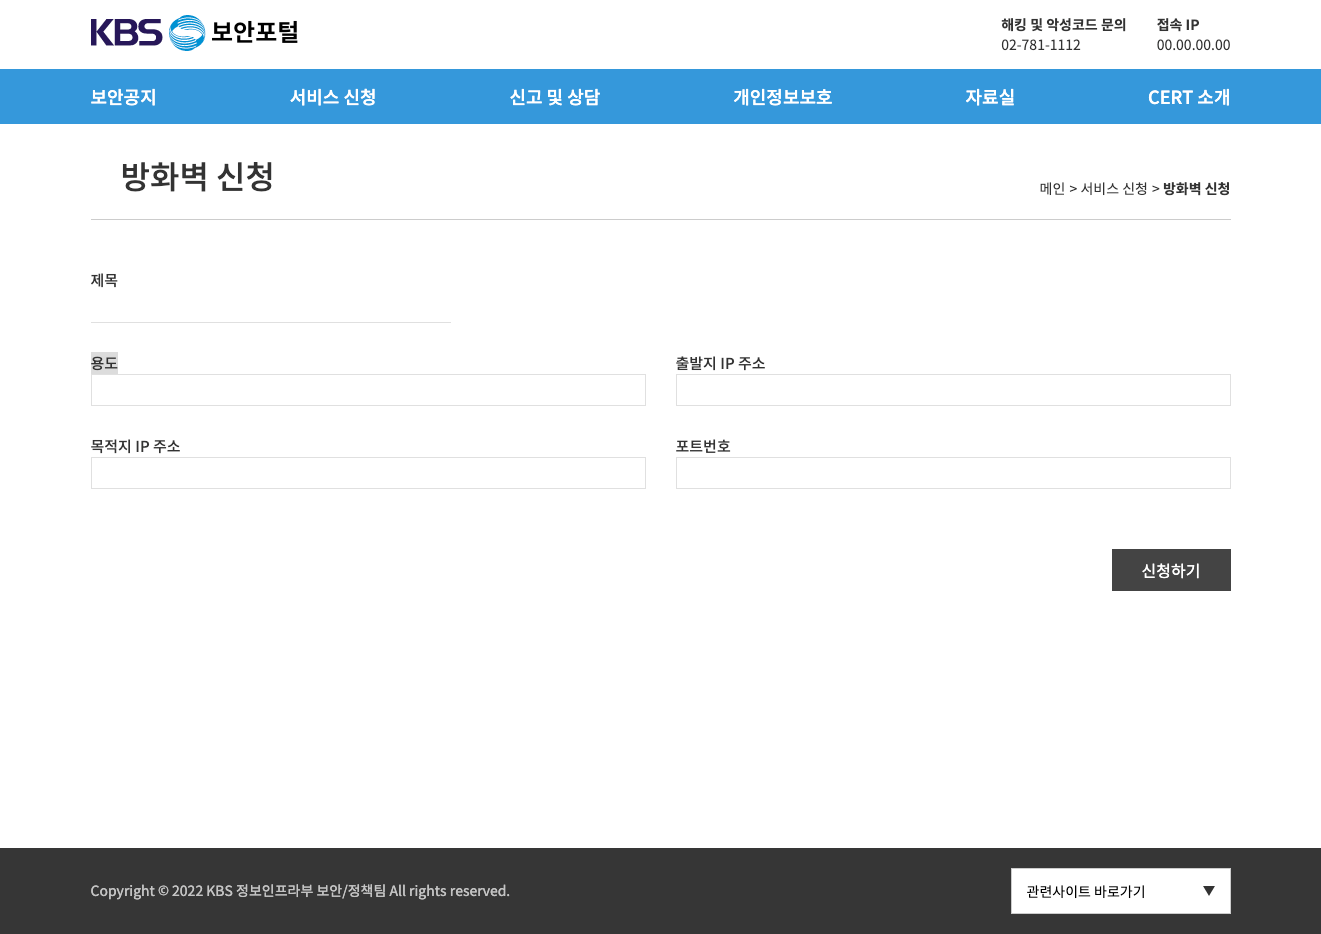 KBS 보안포털
해킹 및 악성코드 문의
02-781-1112
접속 IP
00.00.00.00
보안공지 서비스 신청 신고 및 상담 개인정보보호 자료실 CERT 소개
방화벽 신청
메인 > 서비스 신청 > 방화벽 신청
제목
용도
출발지 IP 주소
목적지 IP 주소
포트번호
신청하기
Copyright © 2022 KBS 정보인프라부 보안/정책팀 All rights reserved.
관련사이트 바로가기 ▼